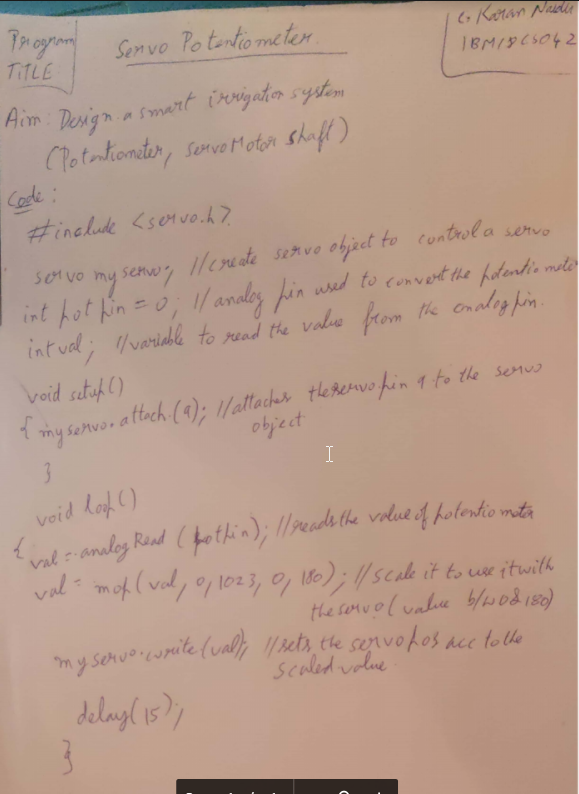 Program
TITLE
Servo Potentiometer.
G. Karan Naidu
1BM18CS042
Aim: Design a smart irrigation system
(Potentiometer, servo Motor shaft)
Code:
#include <servo.h>
servo myservo; //create servo object to control a servo
int potpin = 0; // analog pin used to convert the potentiometer
int val; //variable to read the value from the analog pin.
void setup()
{ myservo.attach.(9); //attaches the servo pin 9 to the servo
object
}
void loop()
{ val = analogRead (potpin); //reads the value of potentiometer
val = map(val, 0, 1023, 0, 180); //scale it to use it with
the servo (value b/w 0 & 180)
myservo.write(val); //sets the servo pos acc to the
scaled value.
delay(15);
}